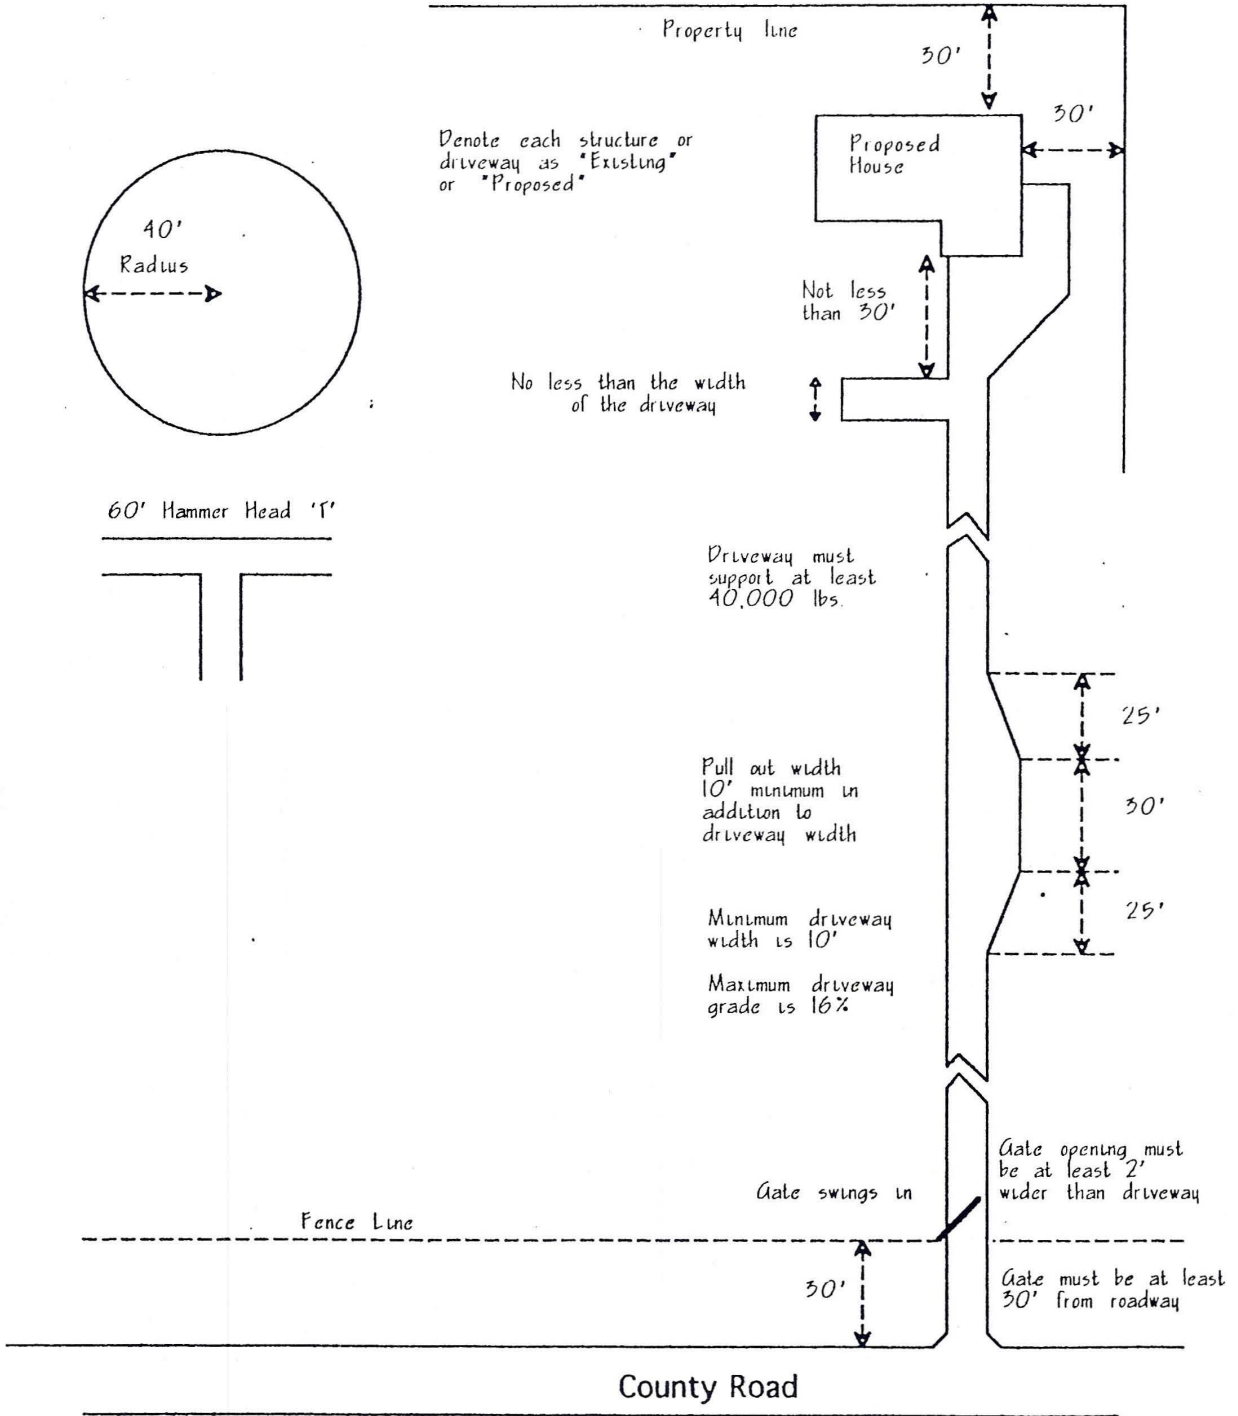 Property line
30'
30'
Proposed
House
Denote each structure or
driveway as "Existing"
or "Proposed"
40'
Radius
Not less
than 30'
No less than the width
of the driveway
60' Hammer Head 'T'
Driveway must
support at least
40,000 lbs.
25'
Pull out width
10' minimum in
addition to
driveway width
30'
25'
Minimum driveway
width is 10'
Maximum driveway
grade is 16%
Gate opening must
be at least 2'
wider than driveway
Gate swings in
Fence Line
30'
Gate must be at least
30' from roadway
County Road